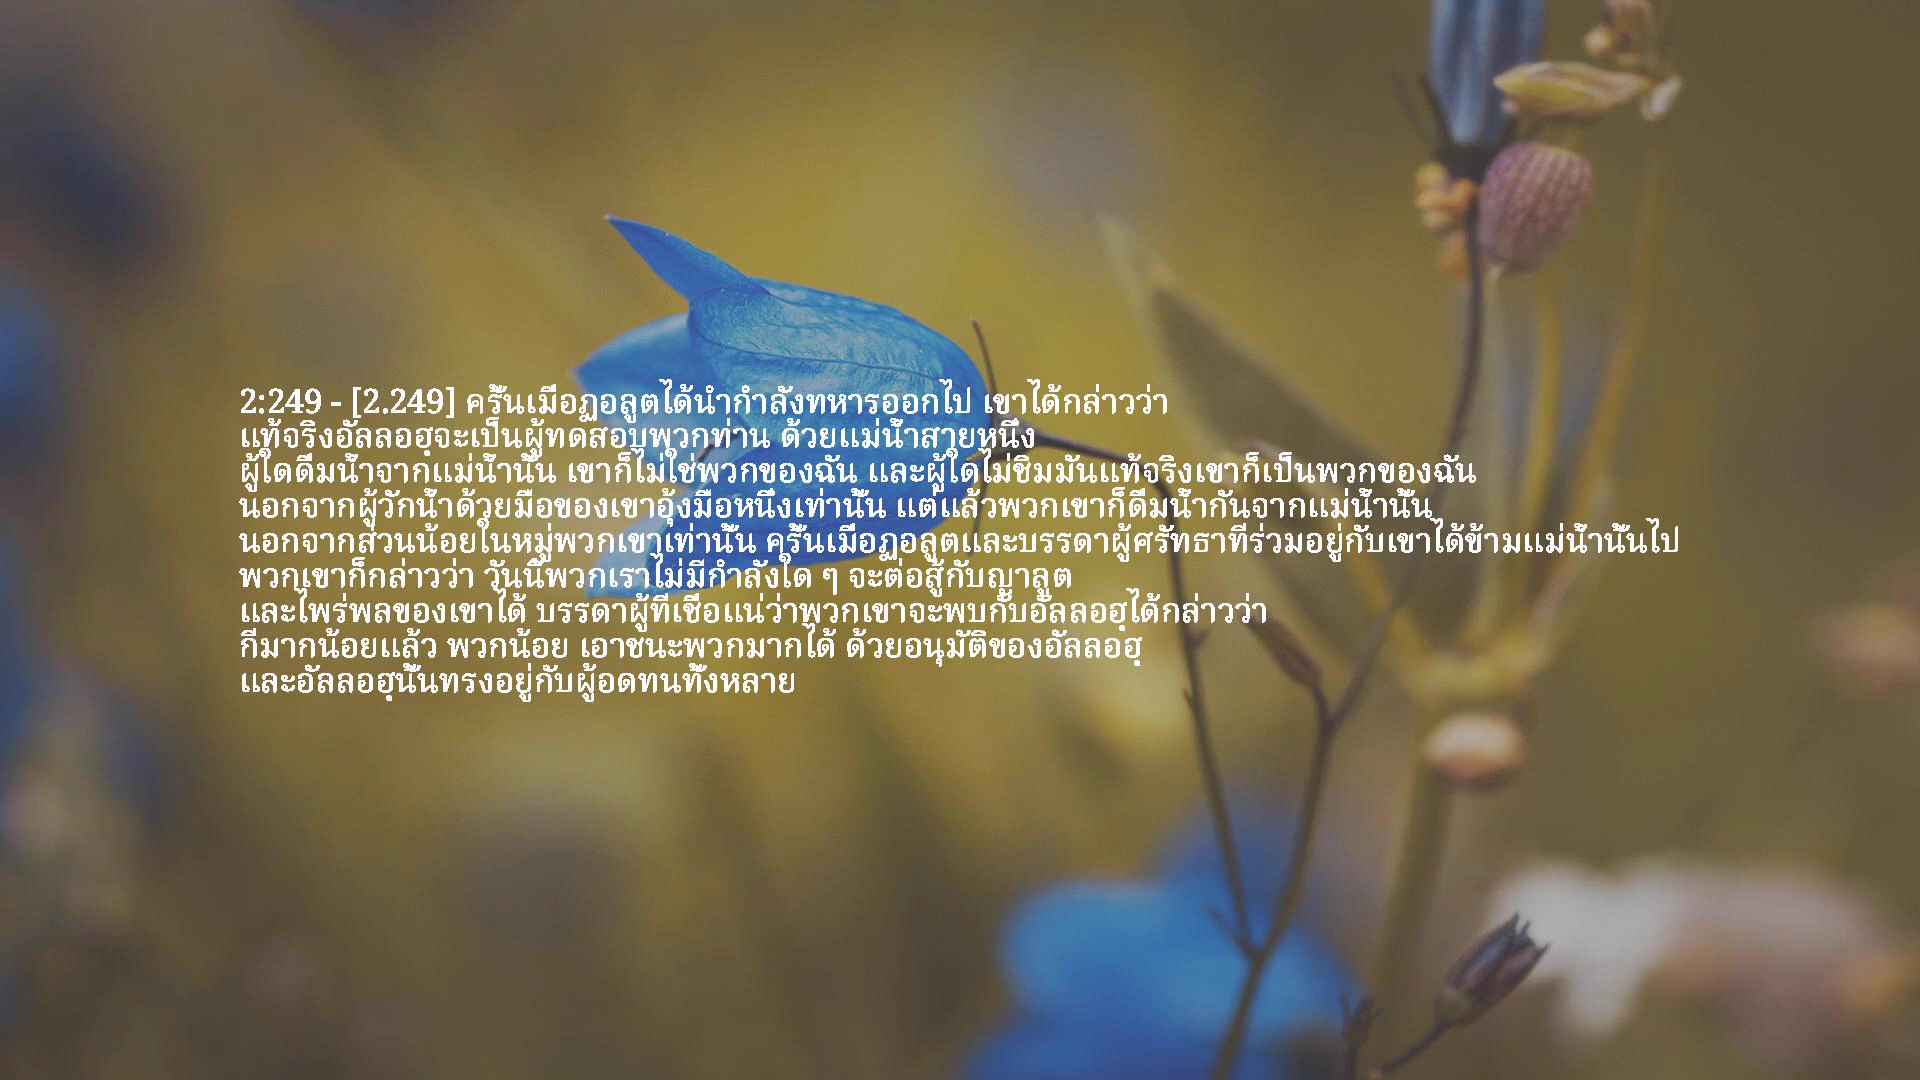 2:249 - [2.249] ครั้นเมื่อฏอลูตได้นำกำลังทหารออกไป เขาได้กล่าวว่า
แท้จริงอัลลอฮฺจะเป็นผู้ทดสอบพวกท่าน ด้วยแม่น้ำสายหนึ่ง
ผู้ใดดื่มน้ำจากแม่น้ำนั้น เขาก็ไม่ใช่พวกของฉัน และผู้ใดไม่ชิมมันแท้จริงเขาก็เป็นพวกของฉัน
นอกจากผู้วักน้ำด้วยมือของเขาอุ้งมือหนึ่งเท่านั้น แต่แล้วพวกเขาก็ดื่มน้ำกันจากแม่น้ำนั้น
นอกจากส่วนน้อยในหมู่พวกเขาเท่านั้น ครั้นเมื่อฏอลูตและบรรดาผู้ศรัทธาที่ร่วมอยู่กับเขาได้ข้ามแม่น้ำนั้นไป
พวกเขาก็กล่าวว่า วันนี้พวกเราไม่มีกำลังใด ๆ จะต่อสู้กับญาลูต
และไพร่พลของเขาได้ บรรดาผู้ที่เชื่อแน่ว่าพวกเขาจะพบกับอัลลอฮฺได้กล่าวว่า
กี่มากน้อยแล้ว พวกน้อย เอาชนะพวกมากได้ ด้วยอนุมัติของอัลลอฮฺ
และอัลลอฮฺนั้นทรงอยู่กับผู้อดทนทั้งหลาย